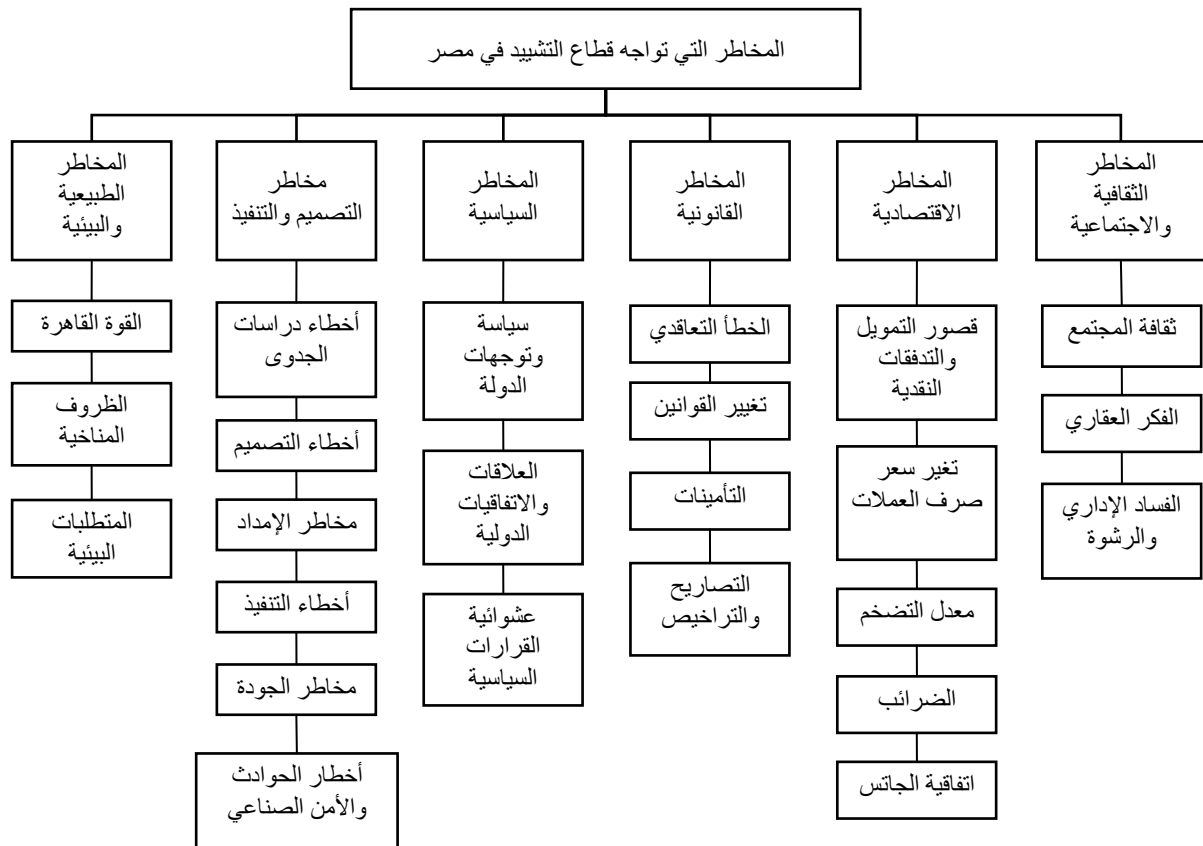 المخاطر التي تواجه قطاع التشييد في مصر
المخاطر
الثقافية
والاجتماعية
ثقافة المجتمع
الفكر العقاري
الفساد الإداري
والرشوة
المخاطر
الاقتصادية
قصور التمويل
والتدفقات
النقدية
تغير سعر
صرف العملات
معدل التضخم
الضرائب
اتفاقية الجاتس
المخاطر
القانونية
الخطأ التعاقدي
تغيير القوانين
التأمينات
التصاريح
والتراخيص
المخاطر
السياسية
سياسة
وتوجهات
الدولة
العلاقات
والاتفاقيات
الدولية
عشوائية
القرارات
السياسية
مخاطر
التصميم والتنفيذ
أخطاء دراسات
الجدوى
أخطاء التصميم
مخاطر الإمداد
أخطاء التنفيذ
مخاطر الجودة
أخطار الحوادث
والأمن الصناعي
المخاطر
الطبيعية
والبيئية
القوة القاهرة
الظروف
المناخية
المتطلبات
البيئية